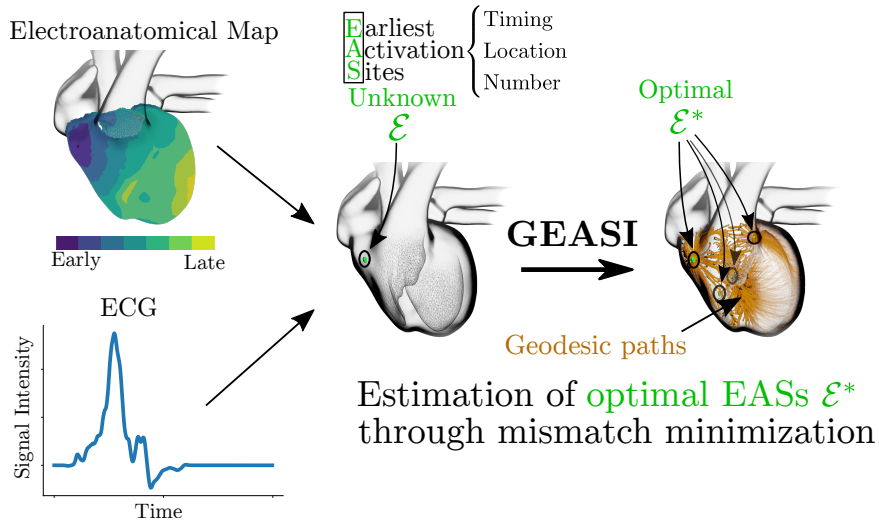 Electroanatomical Map
Early
Late
ECG
Signal Intensity
Time
Earliest
Activation
Sites
Timing
Location
Number
Unknown
ℰ
GEASI
Optimal
ℰ*
Geodesic paths
Estimation of optimal EASs ℰ*
through mismatch minimization